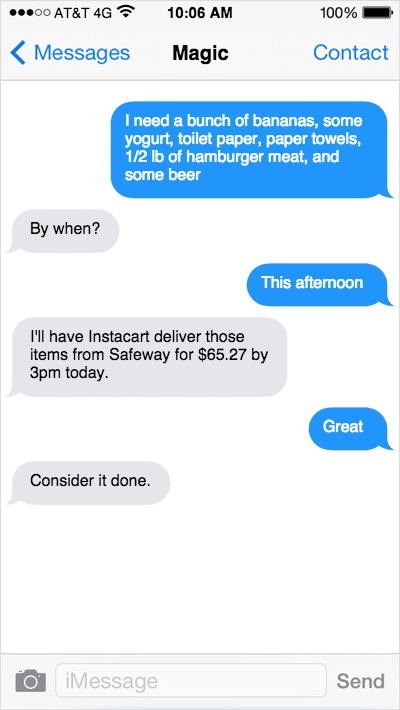 AT&T 4G 10:06 AM 100%
Messages Magic Contact
I need a bunch of bananas, some
yogurt, toilet paper, paper towels,
1/2 lb of hamburger meat, and
some beer
By when?
This afternoon
I'll have Instacart deliver those
items from Safeway for $65.27 by
3pm today.
Great
Consider it done.
iMessage Send